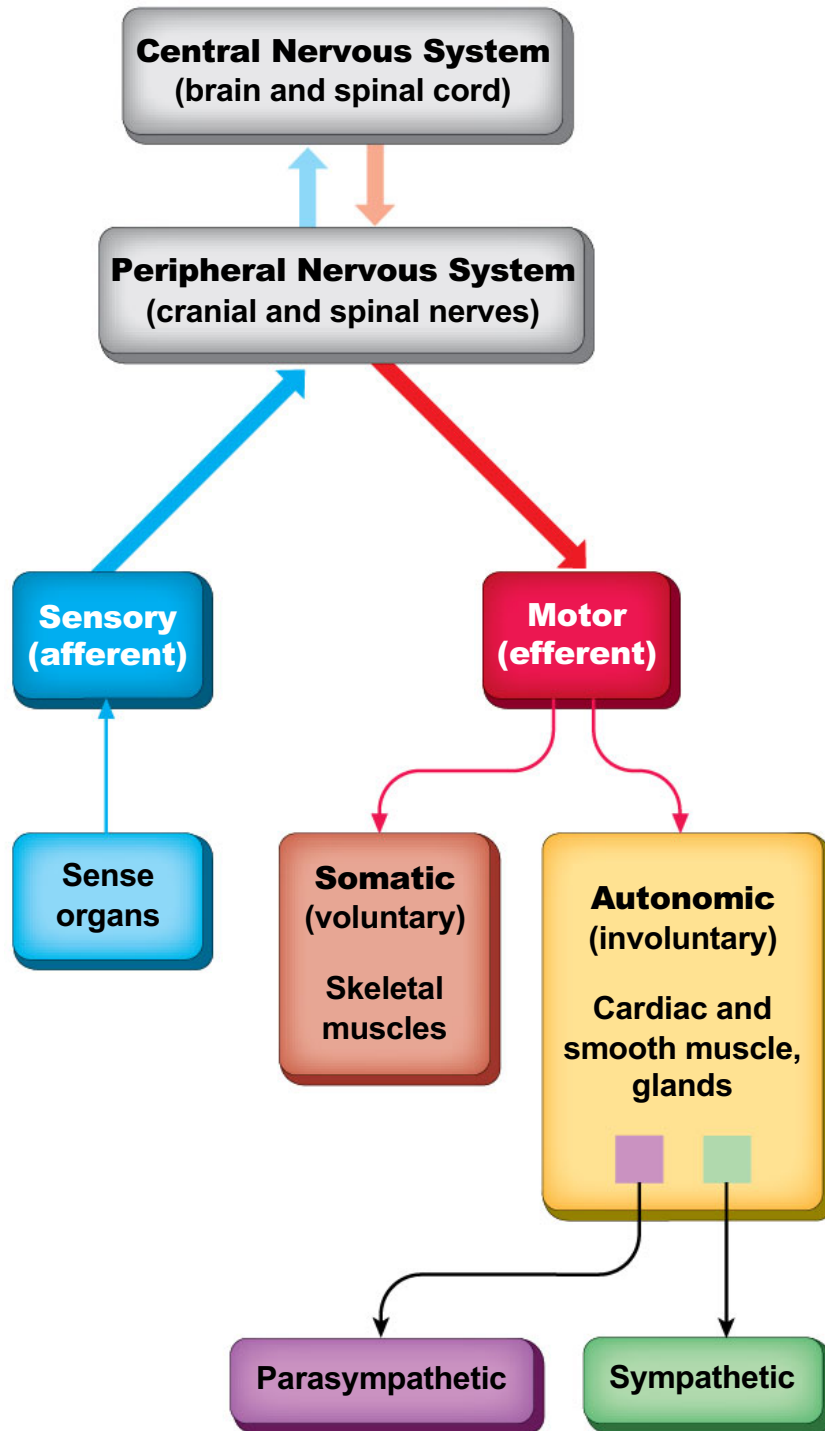 Central Nervous System
(brain and spinal cord)
Peripheral Nervous System
(cranial and spinal nerves)
Sensory
(afferent)
Motor
(efferent)
Sense
organs
Somatic
(voluntary)
Skeletal
muscles
Autonomic
(involuntary)
Cardiac and
smooth muscle,
glands
Parasympathetic
Sympathetic